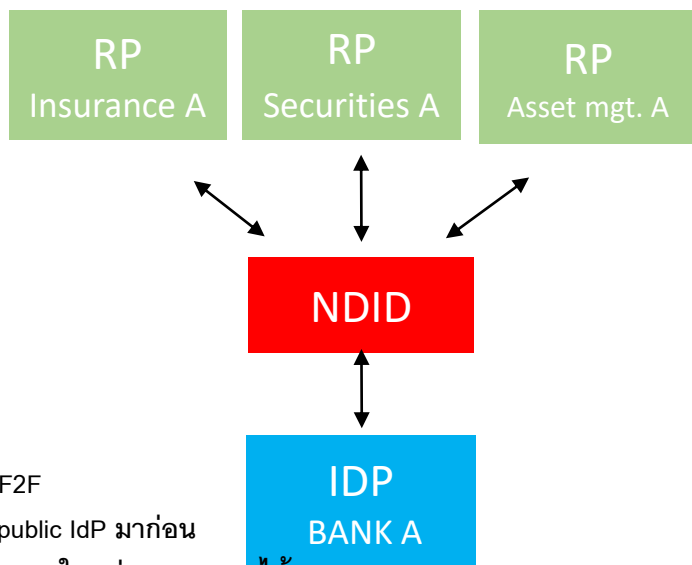 RP
Insurance A
RP
Securities A
RP
Asset mgt. A
NDID
IDP
BANK A
F2F
public IdP มาก่อน